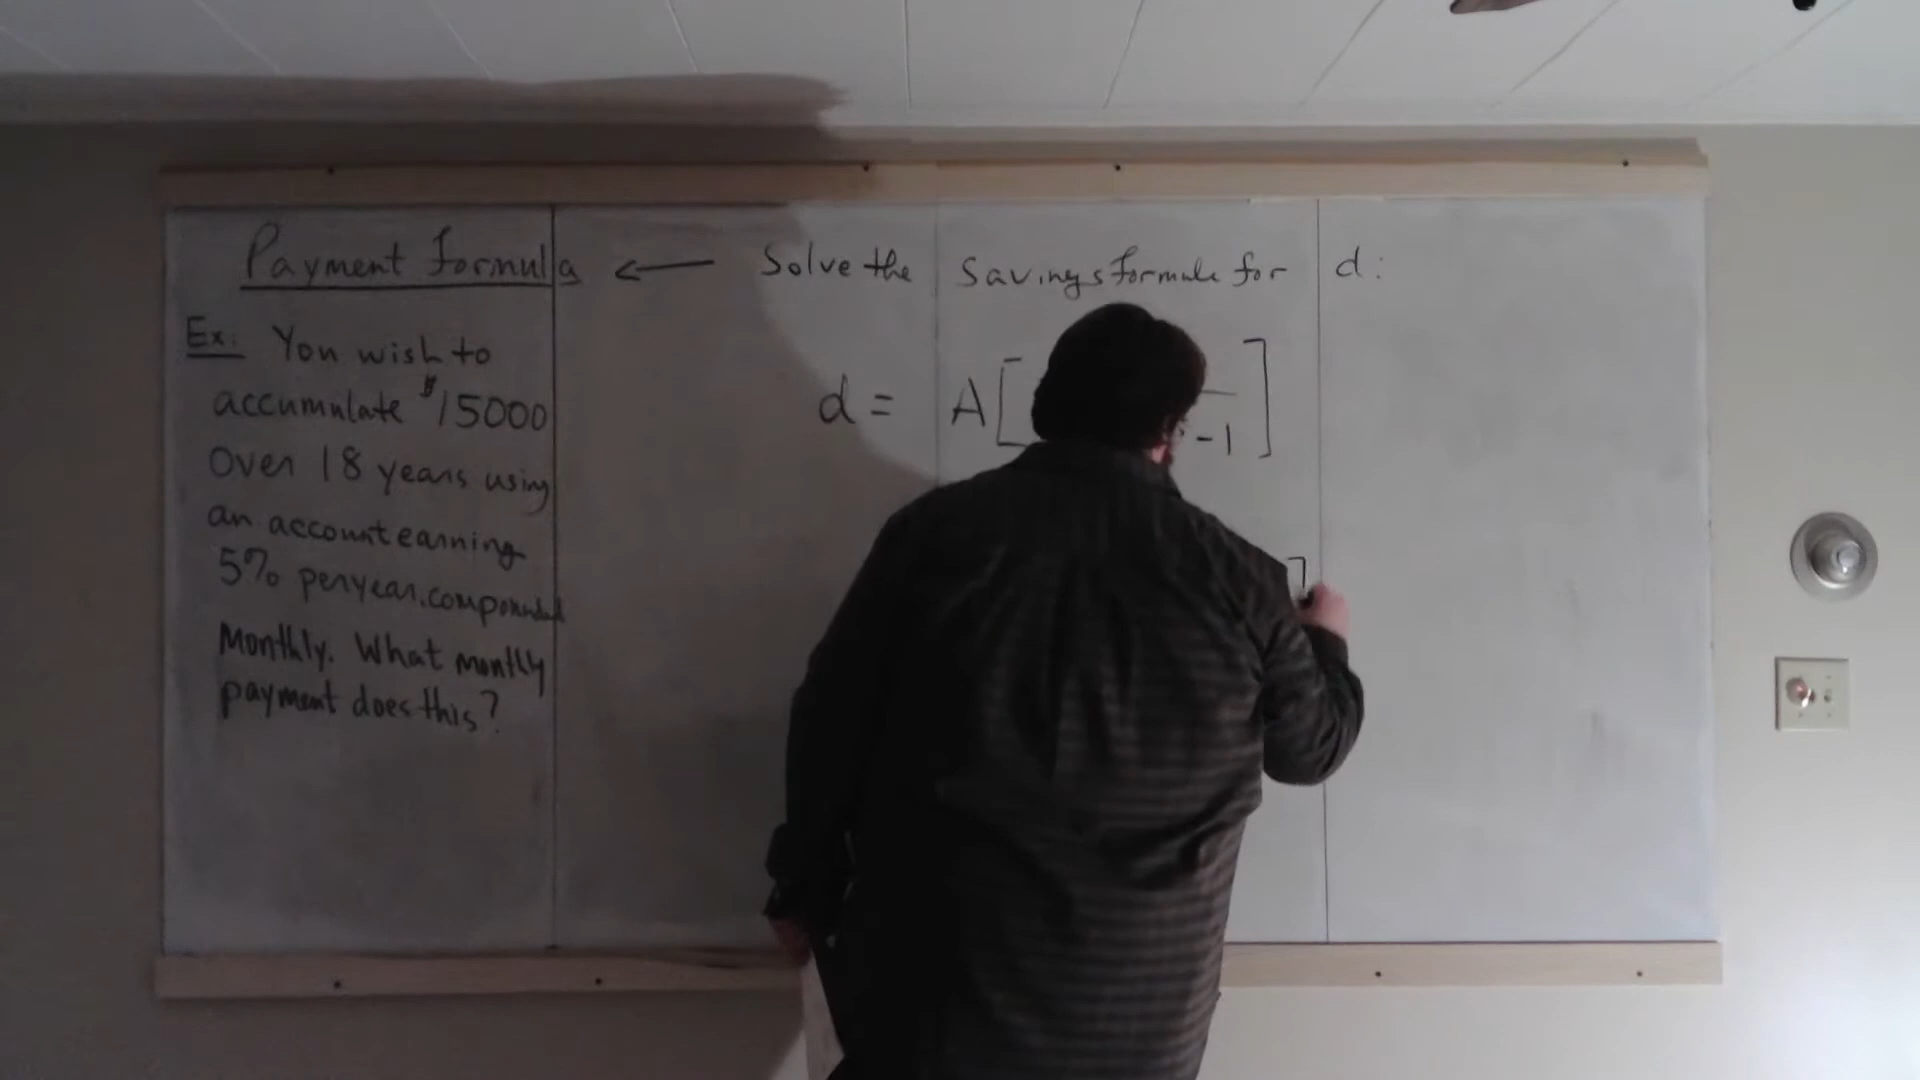 Payment Formula ← Solve the Savings Formula for d:
Ex: You wish to
accumulate $15000
Over 18 years using
an account earning
5% per year, compounded
Monthly. What monthly
payment does this?
d = A[
-1 ]
]